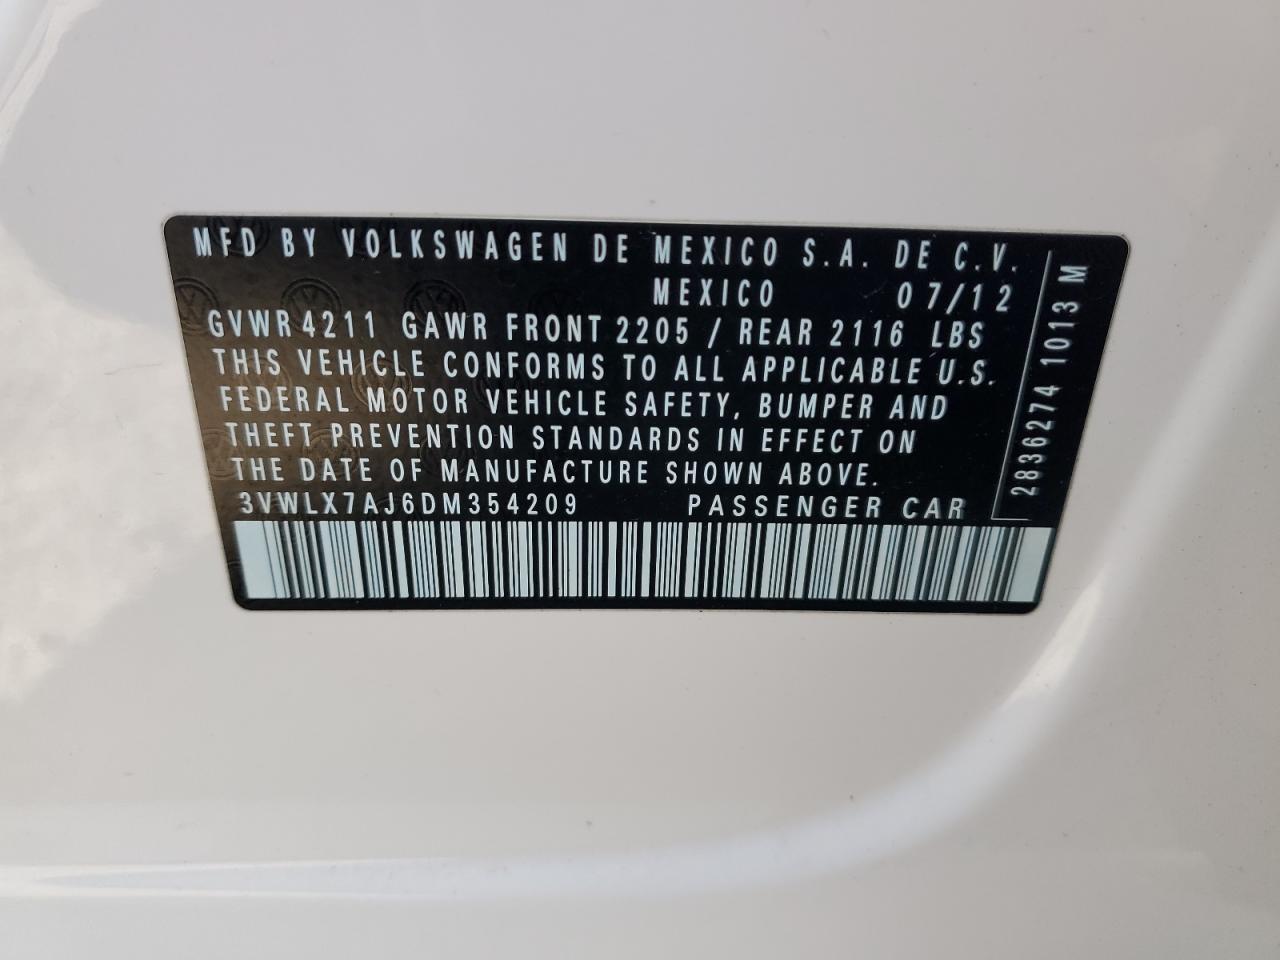 MFD BY VOLKSWAGEN DE MEXICO S.A. DE C.V.
MEXICO 07/12
GVWR 4211 GAWR FRONT 2205 / REAR 2116 LBS
THIS VEHICLE CONFORMS TO ALL APPLICABLE U.S.
FEDERAL MOTOR VEHICLE SAFETY, BUMPER AND
THEFT PREVENTION STANDARDS IN EFFECT ON
THE DATE OF MANUFACTURE SHOWN ABOVE.
3VWLX7AJ6DM354209 PASSENGER CAR
2836274 1013 M